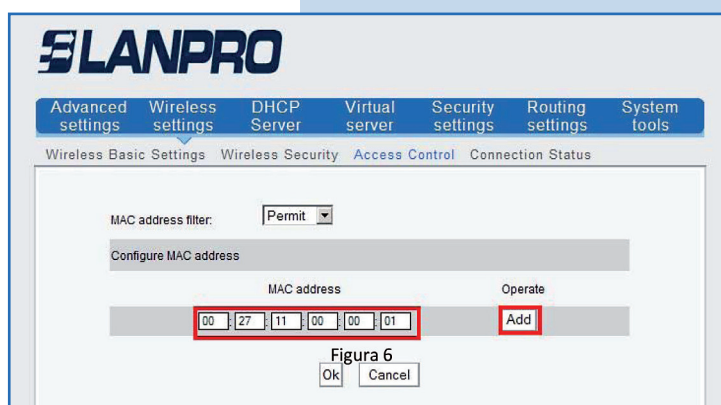 LANPRO
Advanced settings Wireless settings DHCP Server Virtual server Security settings Routing settings System tools
Wireless Basic Settings Wireless Security Access Control Connection Status
MAC address filter: Permit
Configure MAC address
MAC address Operate
00 : 27 : 11 : 00 : 00 : 01 Add
Figura 6
Ok Cancel